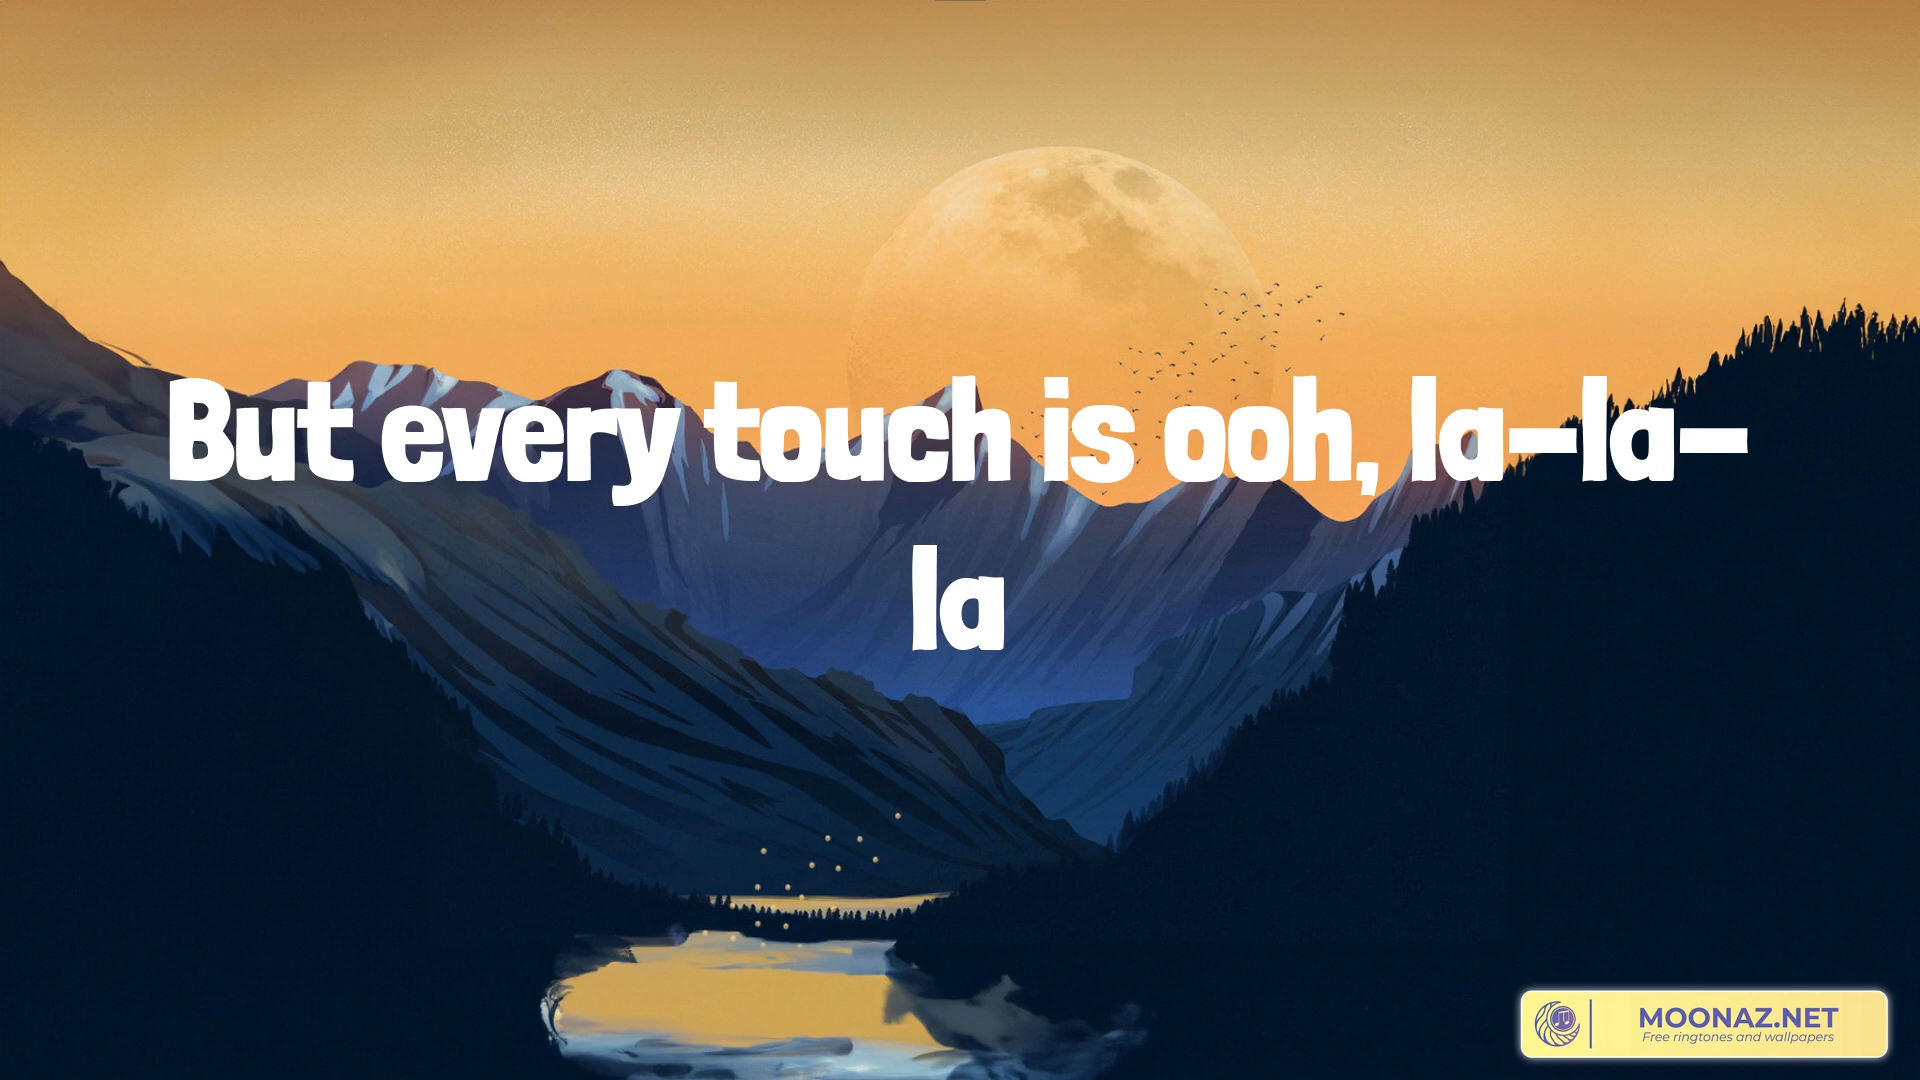 But every touch is ooh, la-la-
la
MOONAZ.NET
Free ringtones and wallpapers